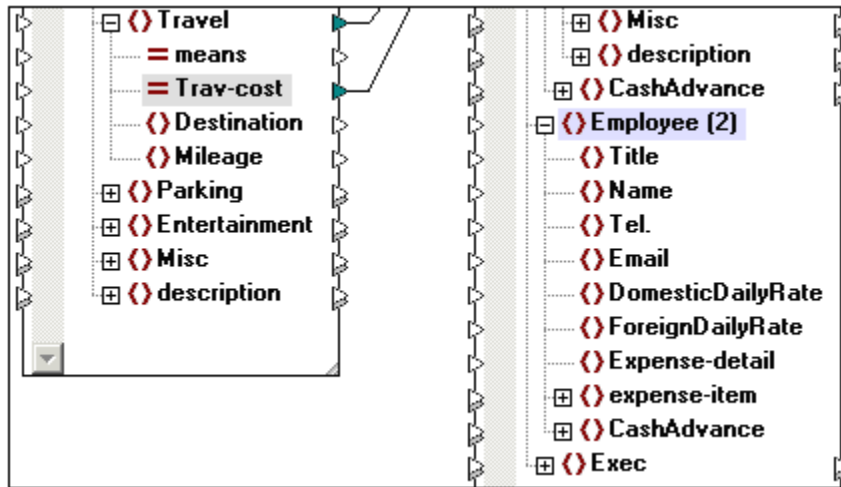 Travel
means
Trav-cost
Destination
Mileage
Parking
Entertainment
Misc
description
Misc
description
CashAdvance
Employee (2)
Title
Name
Tel.
Email
DomesticDailyRate
ForeignDailyRate
Expense-detail
expense-item
CashAdvance
Exec